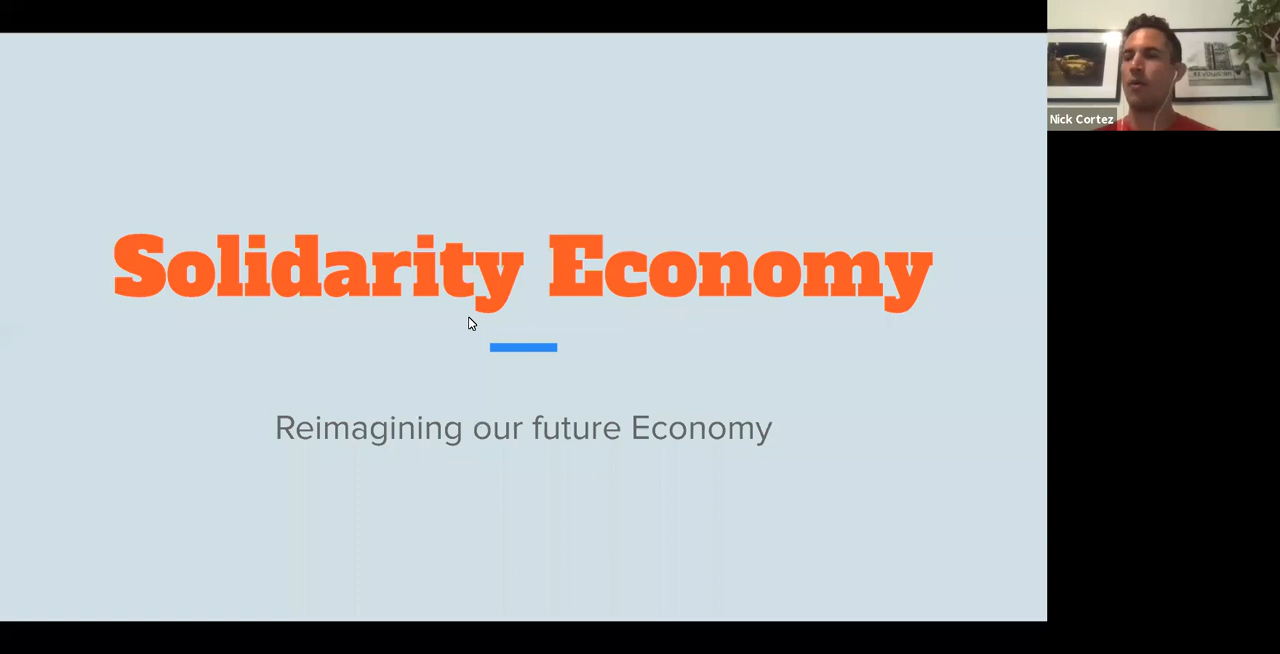 Solidarity Economy
Reimagining our future Economy
Nick Cortez